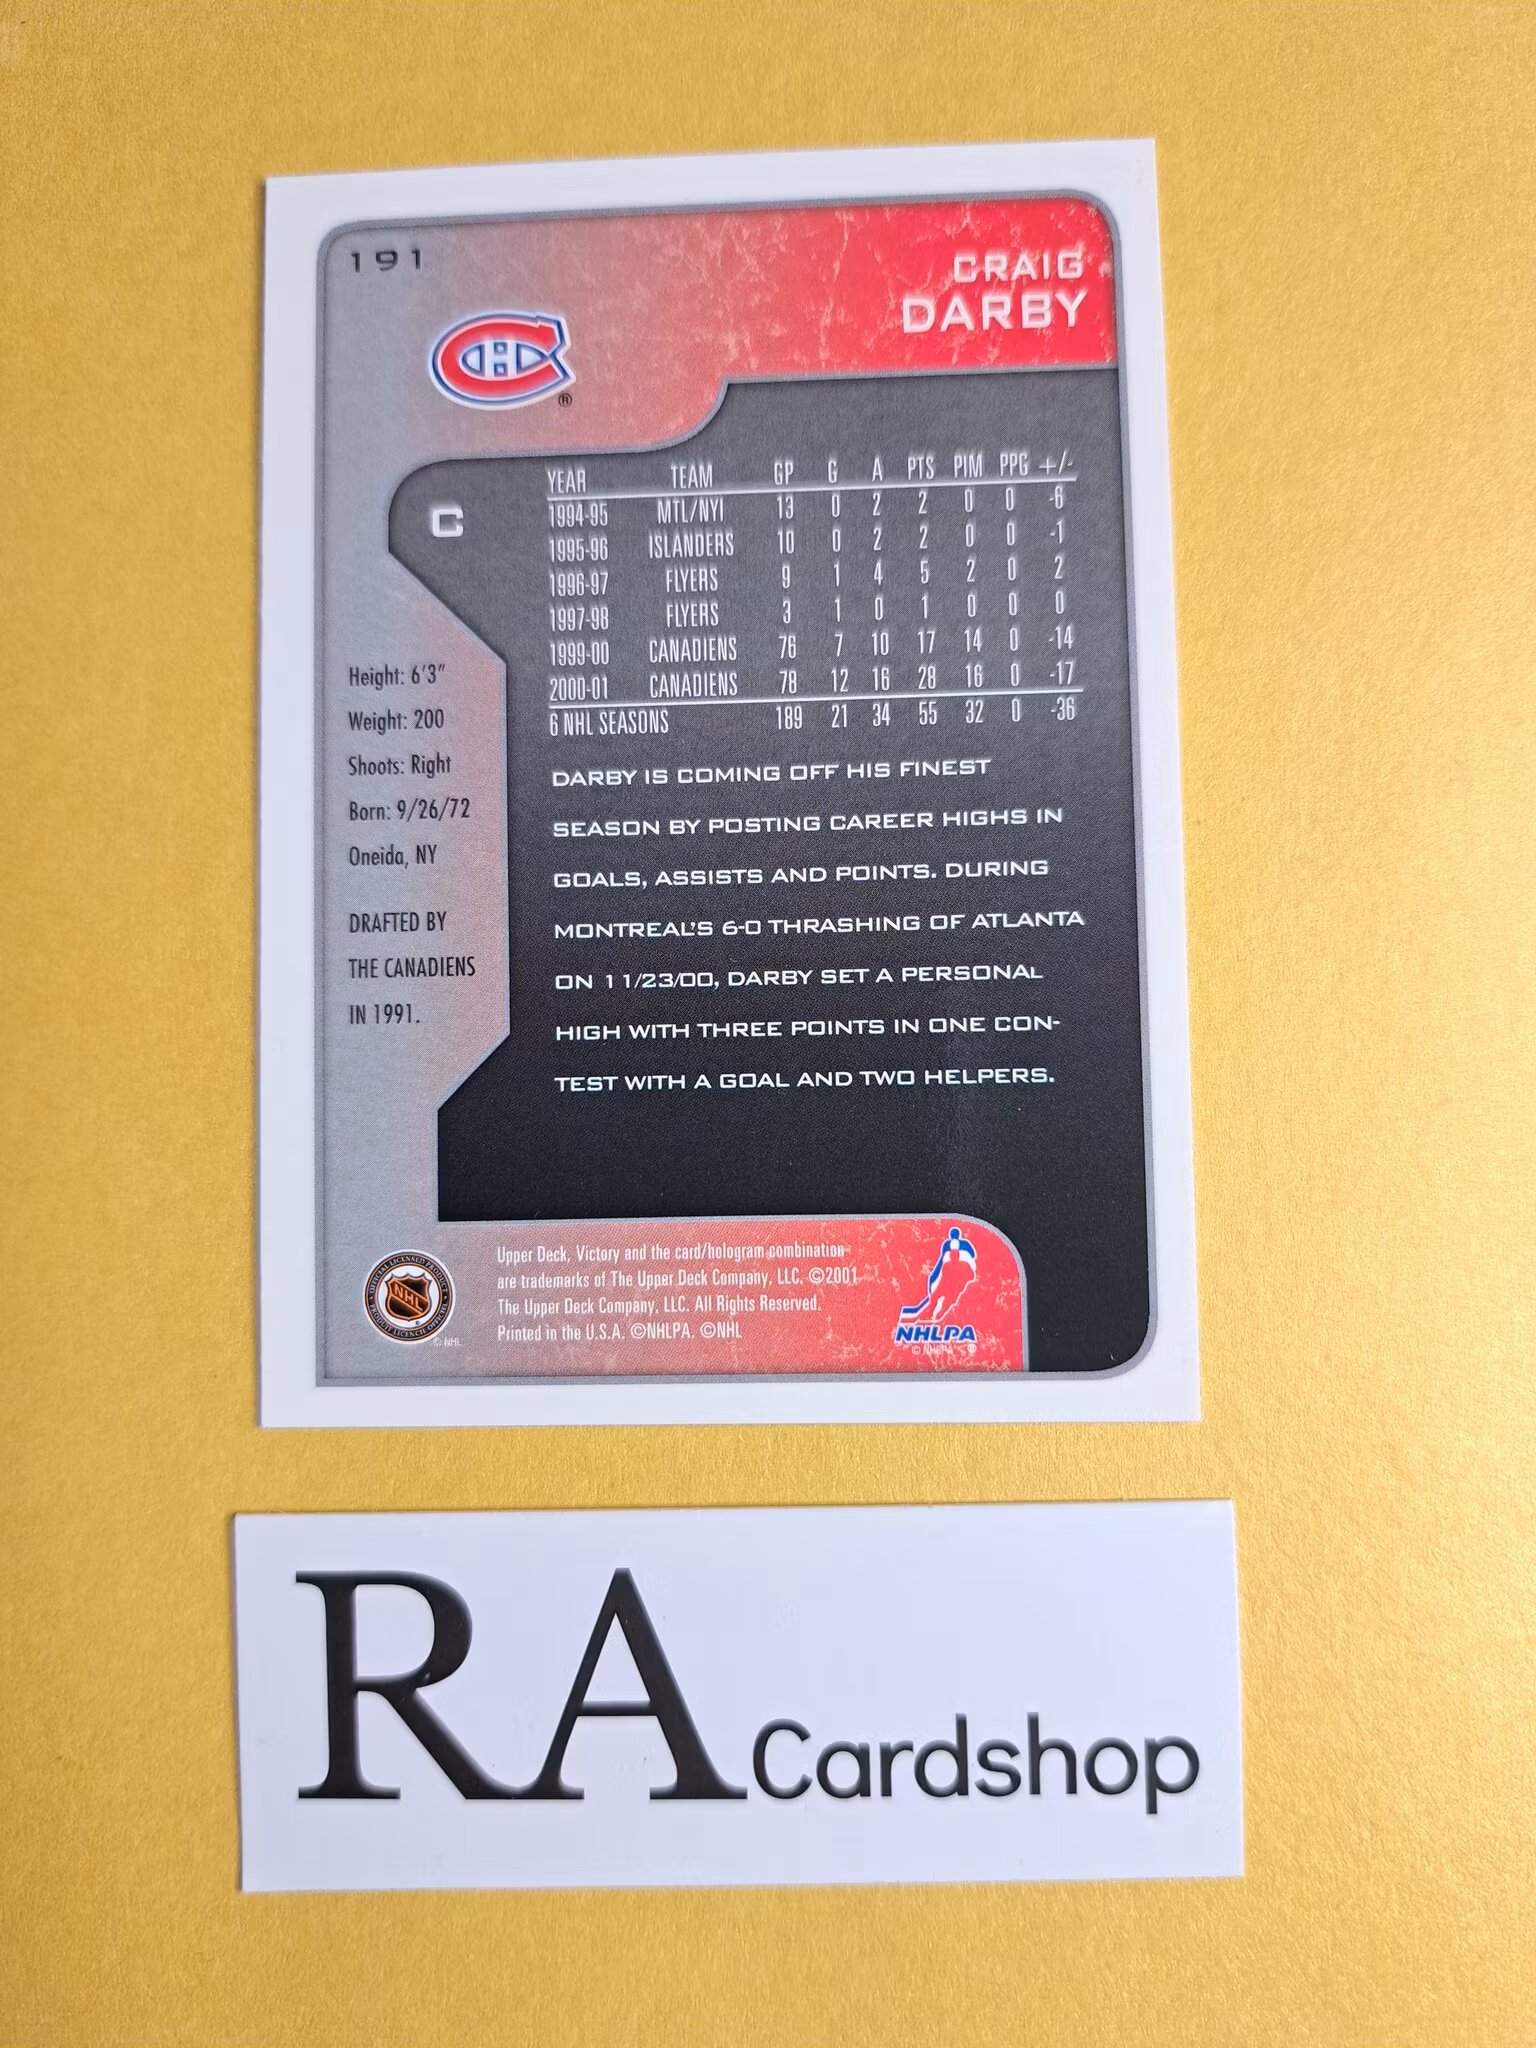 191
CRAIG
DARBY
®
C
YEAR TEAM GP G A PTS PIM PPG +/-
1994-95 MTL/NYI 13 0 2 2 0 0 -6
1995-96 ISLANDERS 10 0 2 2 0 0 -1
1996-97 FLYERS 9 1 4 5 2 0 2
1997-98 FLYERS 3 1 0 1 0 0 0
1999-00 CANADIENS 76 7 10 17 14 0 -14
2000-01 CANADIENS 78 12 16 28 16 0 -17
6 NHL SEASONS 189 21 34 55 32 0 -36
Height: 6'3"
Weight: 200
Shoots: Right
Born: 9/26/72
Oneida, NY
DRAFTED BY
THE CANADIENS
IN 1991.
DARBY IS COMING OFF HIS FINEST
SEASON BY POSTING CAREER HIGHS IN
GOALS, ASSISTS AND POINTS. DURING
MONTREAL'S 6-0 THRASHING OF ATLANTA
ON 11/23/00, DARBY SET A PERSONAL
HIGH WITH THREE POINTS IN ONE CON-
TEST WITH A GOAL AND TWO HELPERS.
OFFICIAL LICENSED PRODUCT
NHL
PRODUIT LICENCIÉ OFFICIEL
© NHL
Upper Deck, Victory and the card/hologram combination
are trademarks of The Upper Deck Company, LLC. ©2001
The Upper Deck Company, LLC. All Rights Reserved.
Printed in the U.S.A. ©NHLPA. ©NHL
NHLPA
© NHLPA ®
RA Cardshop